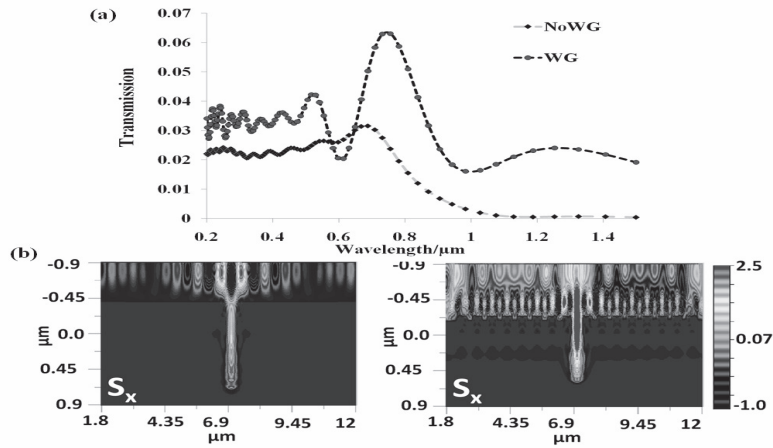 (a)
0.07
0.06
0.05
0.04
0.03
0.02
0.01
0
Transmission
NoWG
WG
0.2 0.4 0.6 0.8 1 1.2 1.4
Wavelength/μm
(b)
-0.9
-0.45
0.0
0.45
0.9
μm
Sx
1.8 4.35 6.9 9.45 12
μm
-0.9
-0.45
0.0
0.45
0.9
μm
Sx
1.8 4.35 6.9 9.45 12
μm
2.5
0.07
-1.0